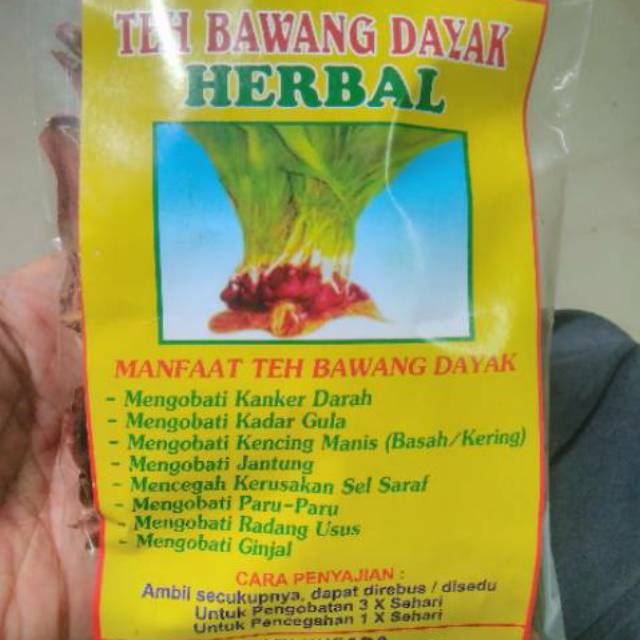 TEH BAWANG DAYAK
HERBAL
MANFAAT TEH BAWANG DAYAK
- Mengobati Kanker Darah
- Mengobati Kadar Gula
- Mengobati Kencing Manis (Basah/Kering)
- Mengobati Jantung
- Mencegah Kerusakan Sel Saraf
- Mengobati Paru-Paru
- Mengobati Radang Usus
- Mengobati Ginjal
CARA PENYAJIAN :
Ambil secukupnya, dapat direbus / disedu
Untuk Pengobatan 3 X Sehari
Untuk Pencegahan 1 X Sehari